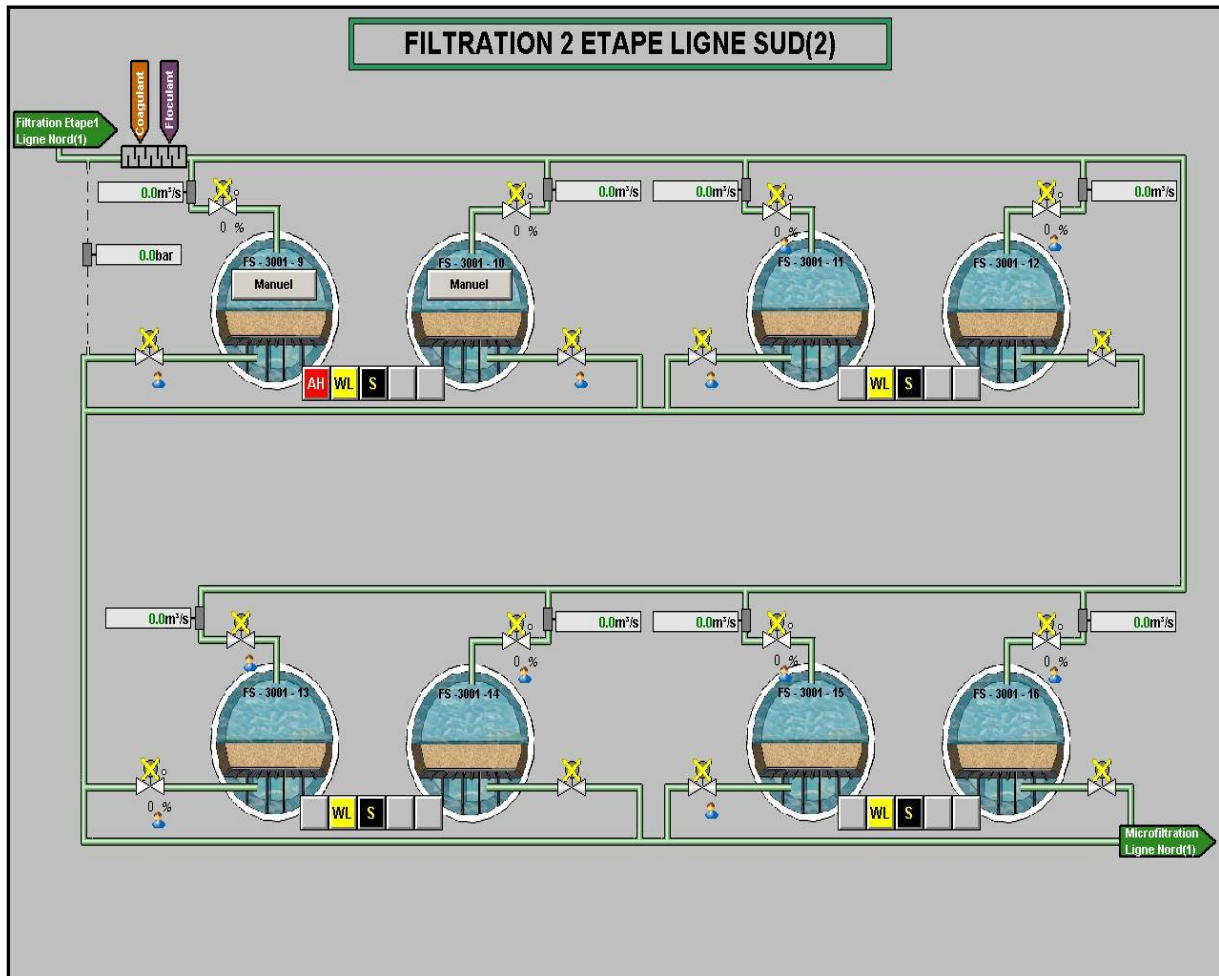 FILTRATION 2 ETAPE LIGNE SUD(2)
Coagulant
Floculant
Filtration Etape1
Ligne Nord(1)
0.0m³/s
0.0m³/s
0.0m³/s
0.0m³/s
0 %
0 %
0 %
0 %
0.0bar
FS - 3001 - 9
FS - 3001 - 10
FS - 3001 - 11
FS - 3001 - 12
Manuel
Manuel
AH WL S
WL S
0.0m³/s
0.0m³/s
0.0m³/s
0.0m³/s
0 %
0 %
0 %
FS - 3001 - 13
FS -3001 -14
FS - 3001 - 15
FS - 3001 - 16
0 %
WL S
WL S
Microfiltration
Ligne Nord(1)